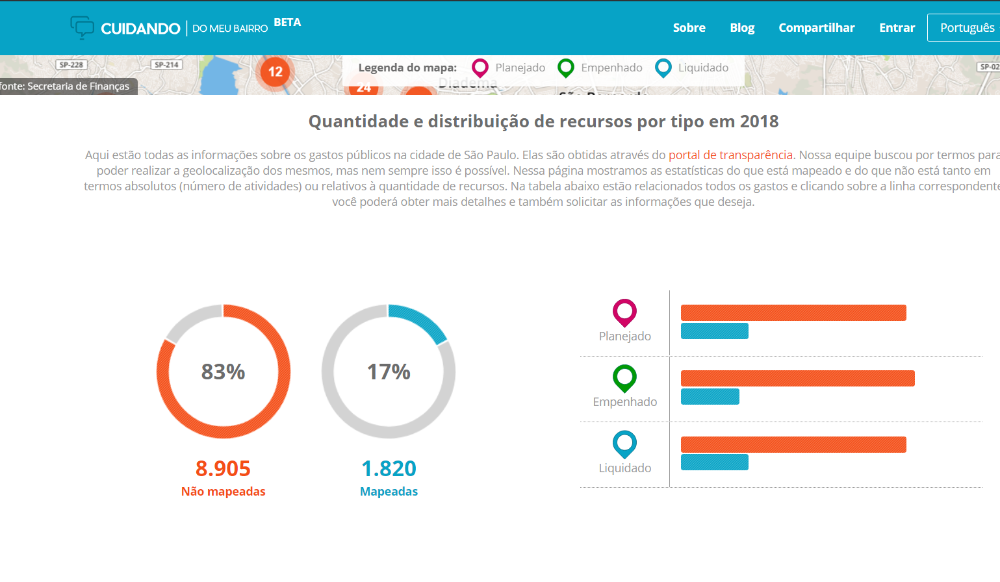 CUIDANDO DO MEU BAIRRO BETA
Sobre Blog Compartilhar Entrar Português
SP-228 SP-214 12 SP-02
Legenda do mapa: Planejado Empenhado Liquidado
fonte: Secretaria de Finanças
24 Diadema
São Bernardo
Quantidade e distribuição de recursos por tipo em 2018
Aqui estão todas as informações sobre os gastos públicos na cidade de São Paulo. Elas são obtidas através do portal de transparência. Nossa equipe buscou por termos para
poder realizar a geolocalização dos mesmos, mas nem sempre isso é possível. Nessa página mostramos as estatísticas do que está mapeado e do que não está tanto em
termos absolutos (número de atividades) ou relativos à quantidade de recursos. Na tabela abaixo estão relacionados todos os gastos e clicando sobre a linha correspondente
você poderá obter mais detalhes e também solicitar as informações que deseja.
83%
8.905
Não mapeadas
17%
1.820
Mapeadas
Planejado
Empenhado
Liquidado